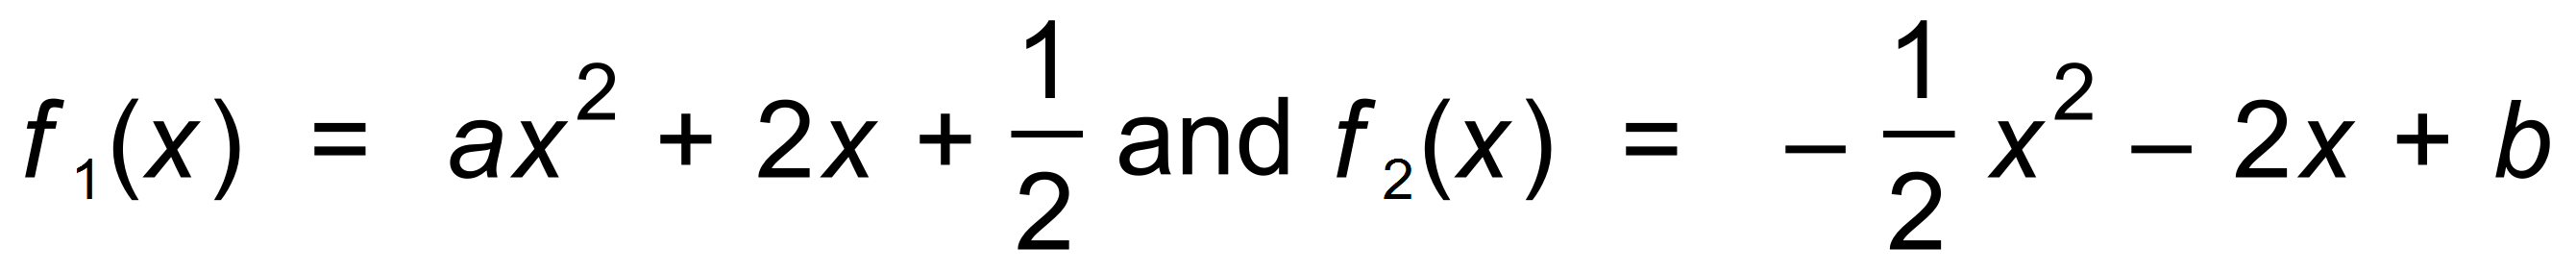 f₁(x) = ax² + 2x + 1/2 and f₂(x) = – 1/2 x² – 2x + b